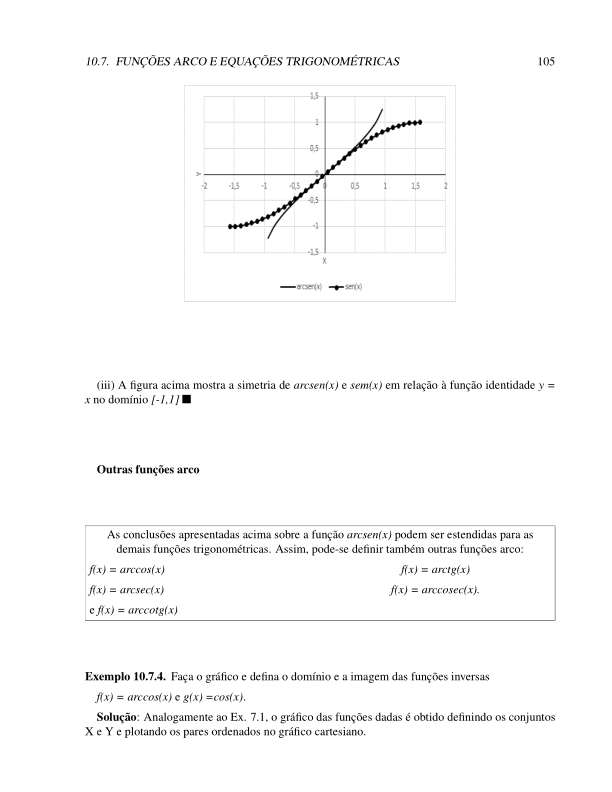 10.7. FUNÇÕES ARCO E EQUAÇÕES TRIGONOMÉTRICAS 105
1,5
1
0,5
0
-2 -1,5 -1 -0,5 0 0,5 1 1,5 2
-0,5
-1
-1,5
Y
X
arcsen(x) sen(x)
(iii) A figura acima mostra a simetria de arcsen(x) e sem(x) em relação à função identidade y =
x no domínio [-1,1] ■
Outras funções arco
As conclusões apresentadas acima sobre a função arcsen(x) podem ser estendidas para as
demais funções trigonométricas. Assim, pode-se definir também outras funções arco:
f(x) = arccos(x) f(x) = arctg(x)
f(x) = arcsec(x) f(x) = arccosec(x).
e f(x) = arccotg(x)
Exemplo 10.7.4. Faça o gráfico e defina o domínio e a imagem das funções inversas
f(x) = arccos(x) e g(x) =cos(x).
Solução: Analogamente ao Ex. 7.1, o gráfico das funções dadas é obtido definindo os conjuntos
X e Y e plotando os pares ordenados no gráfico cartesiano.